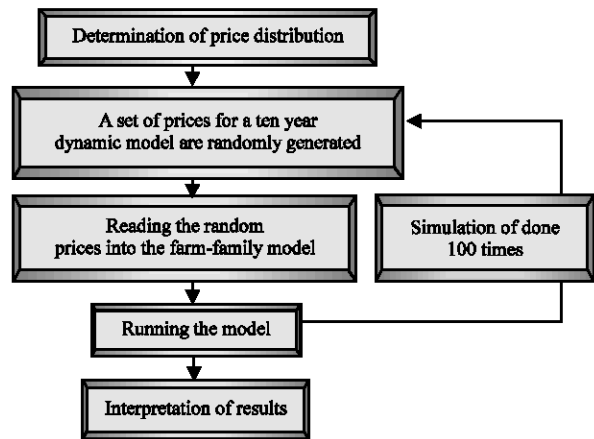 Determination of price distribution
A set of prices for a ten year
dynamic model are randomly generated
Reading the random
prices into the farm-family model
Simulation of done
100 times
Running the model
Interpretation of results